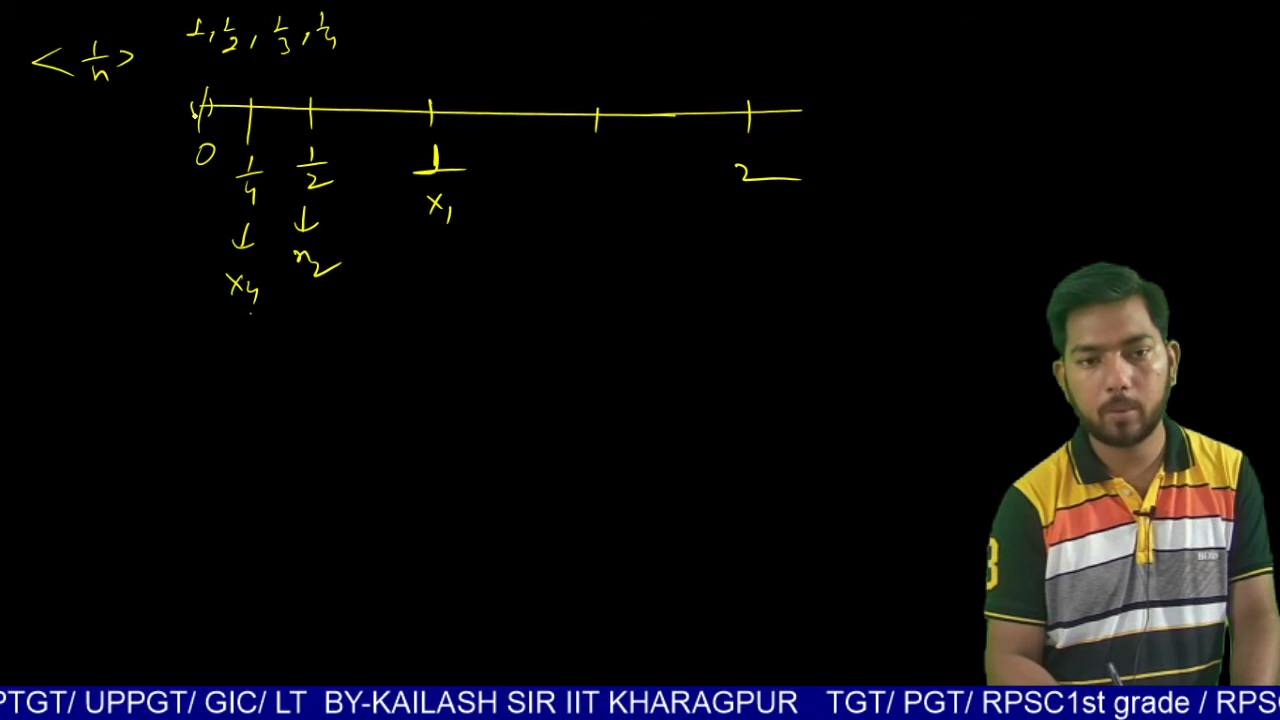 1, 1/2, 1/3, 1/4
< 1/n >
0 1/4 1/2 1 2
↓ ↓ x₁
x₄ x₂
3
PTGT/ UPPGT/ GIC/ LT BY-KAILASH SIR IIT KHARAGPUR TGT/ PGT/ RPSC1st grade / RPS